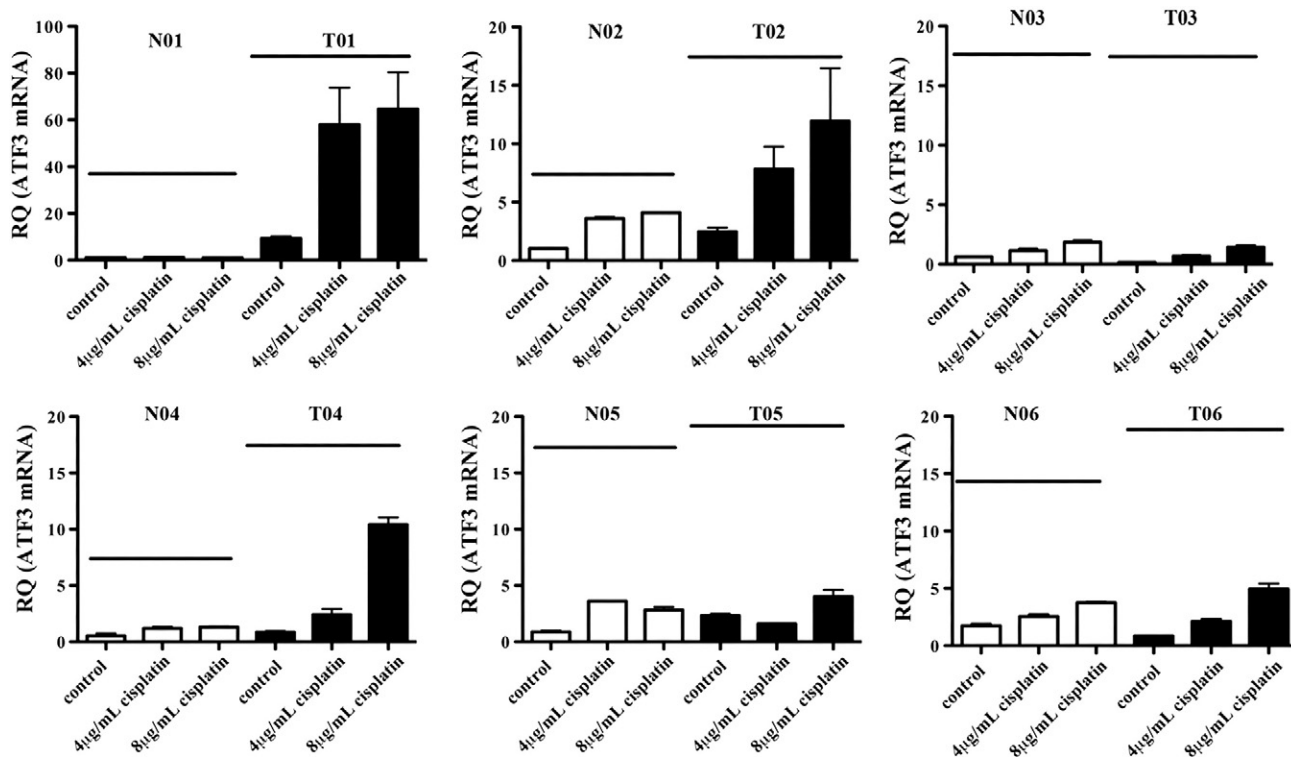 N01 T01
RQ (ATF3 mRNA)
100
80
60
40
20
0
control
4μg/mL cisplatin
8μg/mL cisplatin
control
4μg/mL cisplatin
8μg/mL cisplatin
N02 T02
RQ (ATF3 mRNA)
20
15
10
5
0
control
4μg/mL cisplatin
8μg/mL cisplatin
control
4μg/mL cisplatin
8μg/mL cisplatin
N03 T03
RQ (ATF3 mRNA)
20
15
10
5
0
control
4μg/mL cisplatin
8μg/mL cisplatin
control
4μg/mL cisplatin
8μg/mL cisplatin
N04 T04
RQ (ATF3 mRNA)
20
15
10
5
0
control
4μg/mL cisplatin
8μg/mL cisplatin
control
4μg/mL cisplatin
8μg/mL cisplatin
N05 T05
RQ (ATF3 mRNA)
20
15
10
5
0
control
4μg/mL cisplatin
8μg/mL cisplatin
control
4μg/mL cisplatin
8μg/mL cisplatin
N06 T06
RQ (ATF3 mRNA)
20
15
10
5
0
control
4μg/mL cisplatin
8μg/mL cisplatin
control
4μg/mL cisplatin
8μg/mL cisplatin